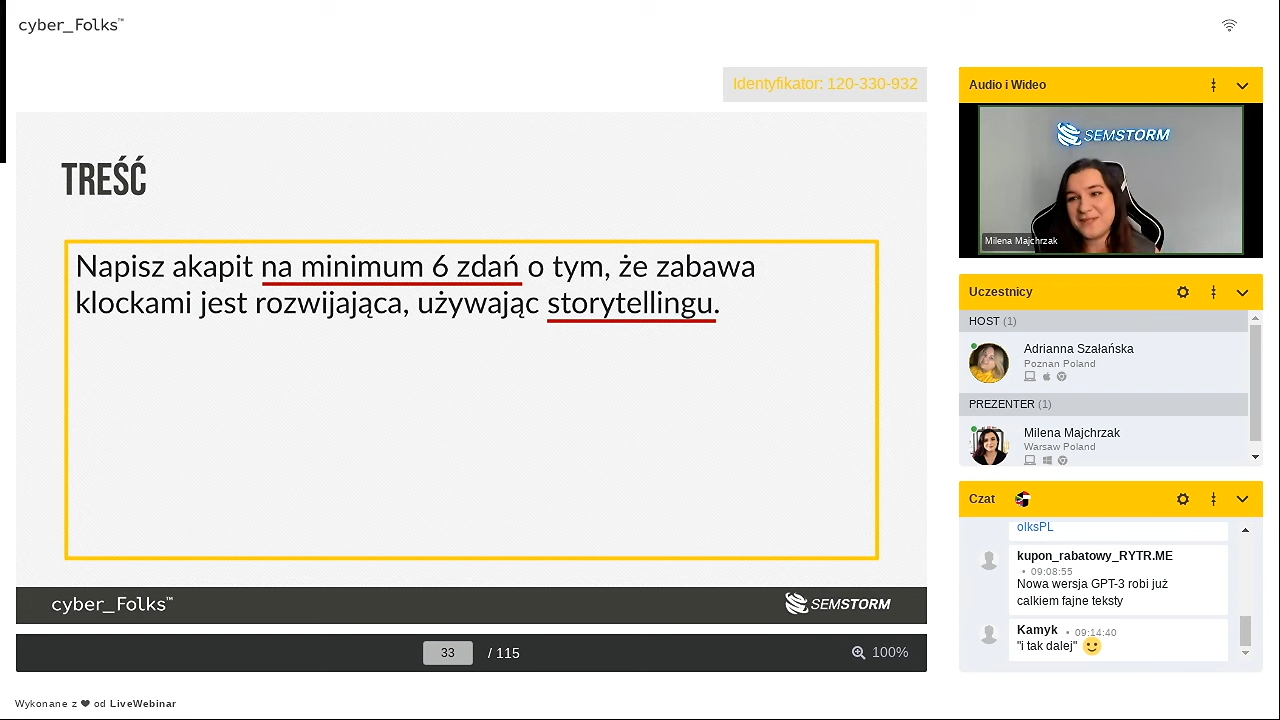 cyber_Folks™
Identyfikator: 120-330-932
TREŚĆ
Napisz akapit na minimum 6 zdań o tym, że zabawa
klockami jest rozwijająca, używając storytellingu.
cyber_Folks™
SEMSTORM
33 / 115
100%
Wykonane z od LiveWebinar
Audio i Wideo
SEMSTORM
Milena Majchrzak
Uczestnicy
HOST (1)
Adrianna Szałańska
Poznan Poland
PREZENTER (1)
Milena Majchrzak
Warsaw Poland
Czat
olksPL
kupon_rabatowy_RYTR.ME
• 09:08:55
Nowa wersja GPT-3 robi już
calkiem fajne teksty
Kamyk • 09:14:40
"i tak dalej"